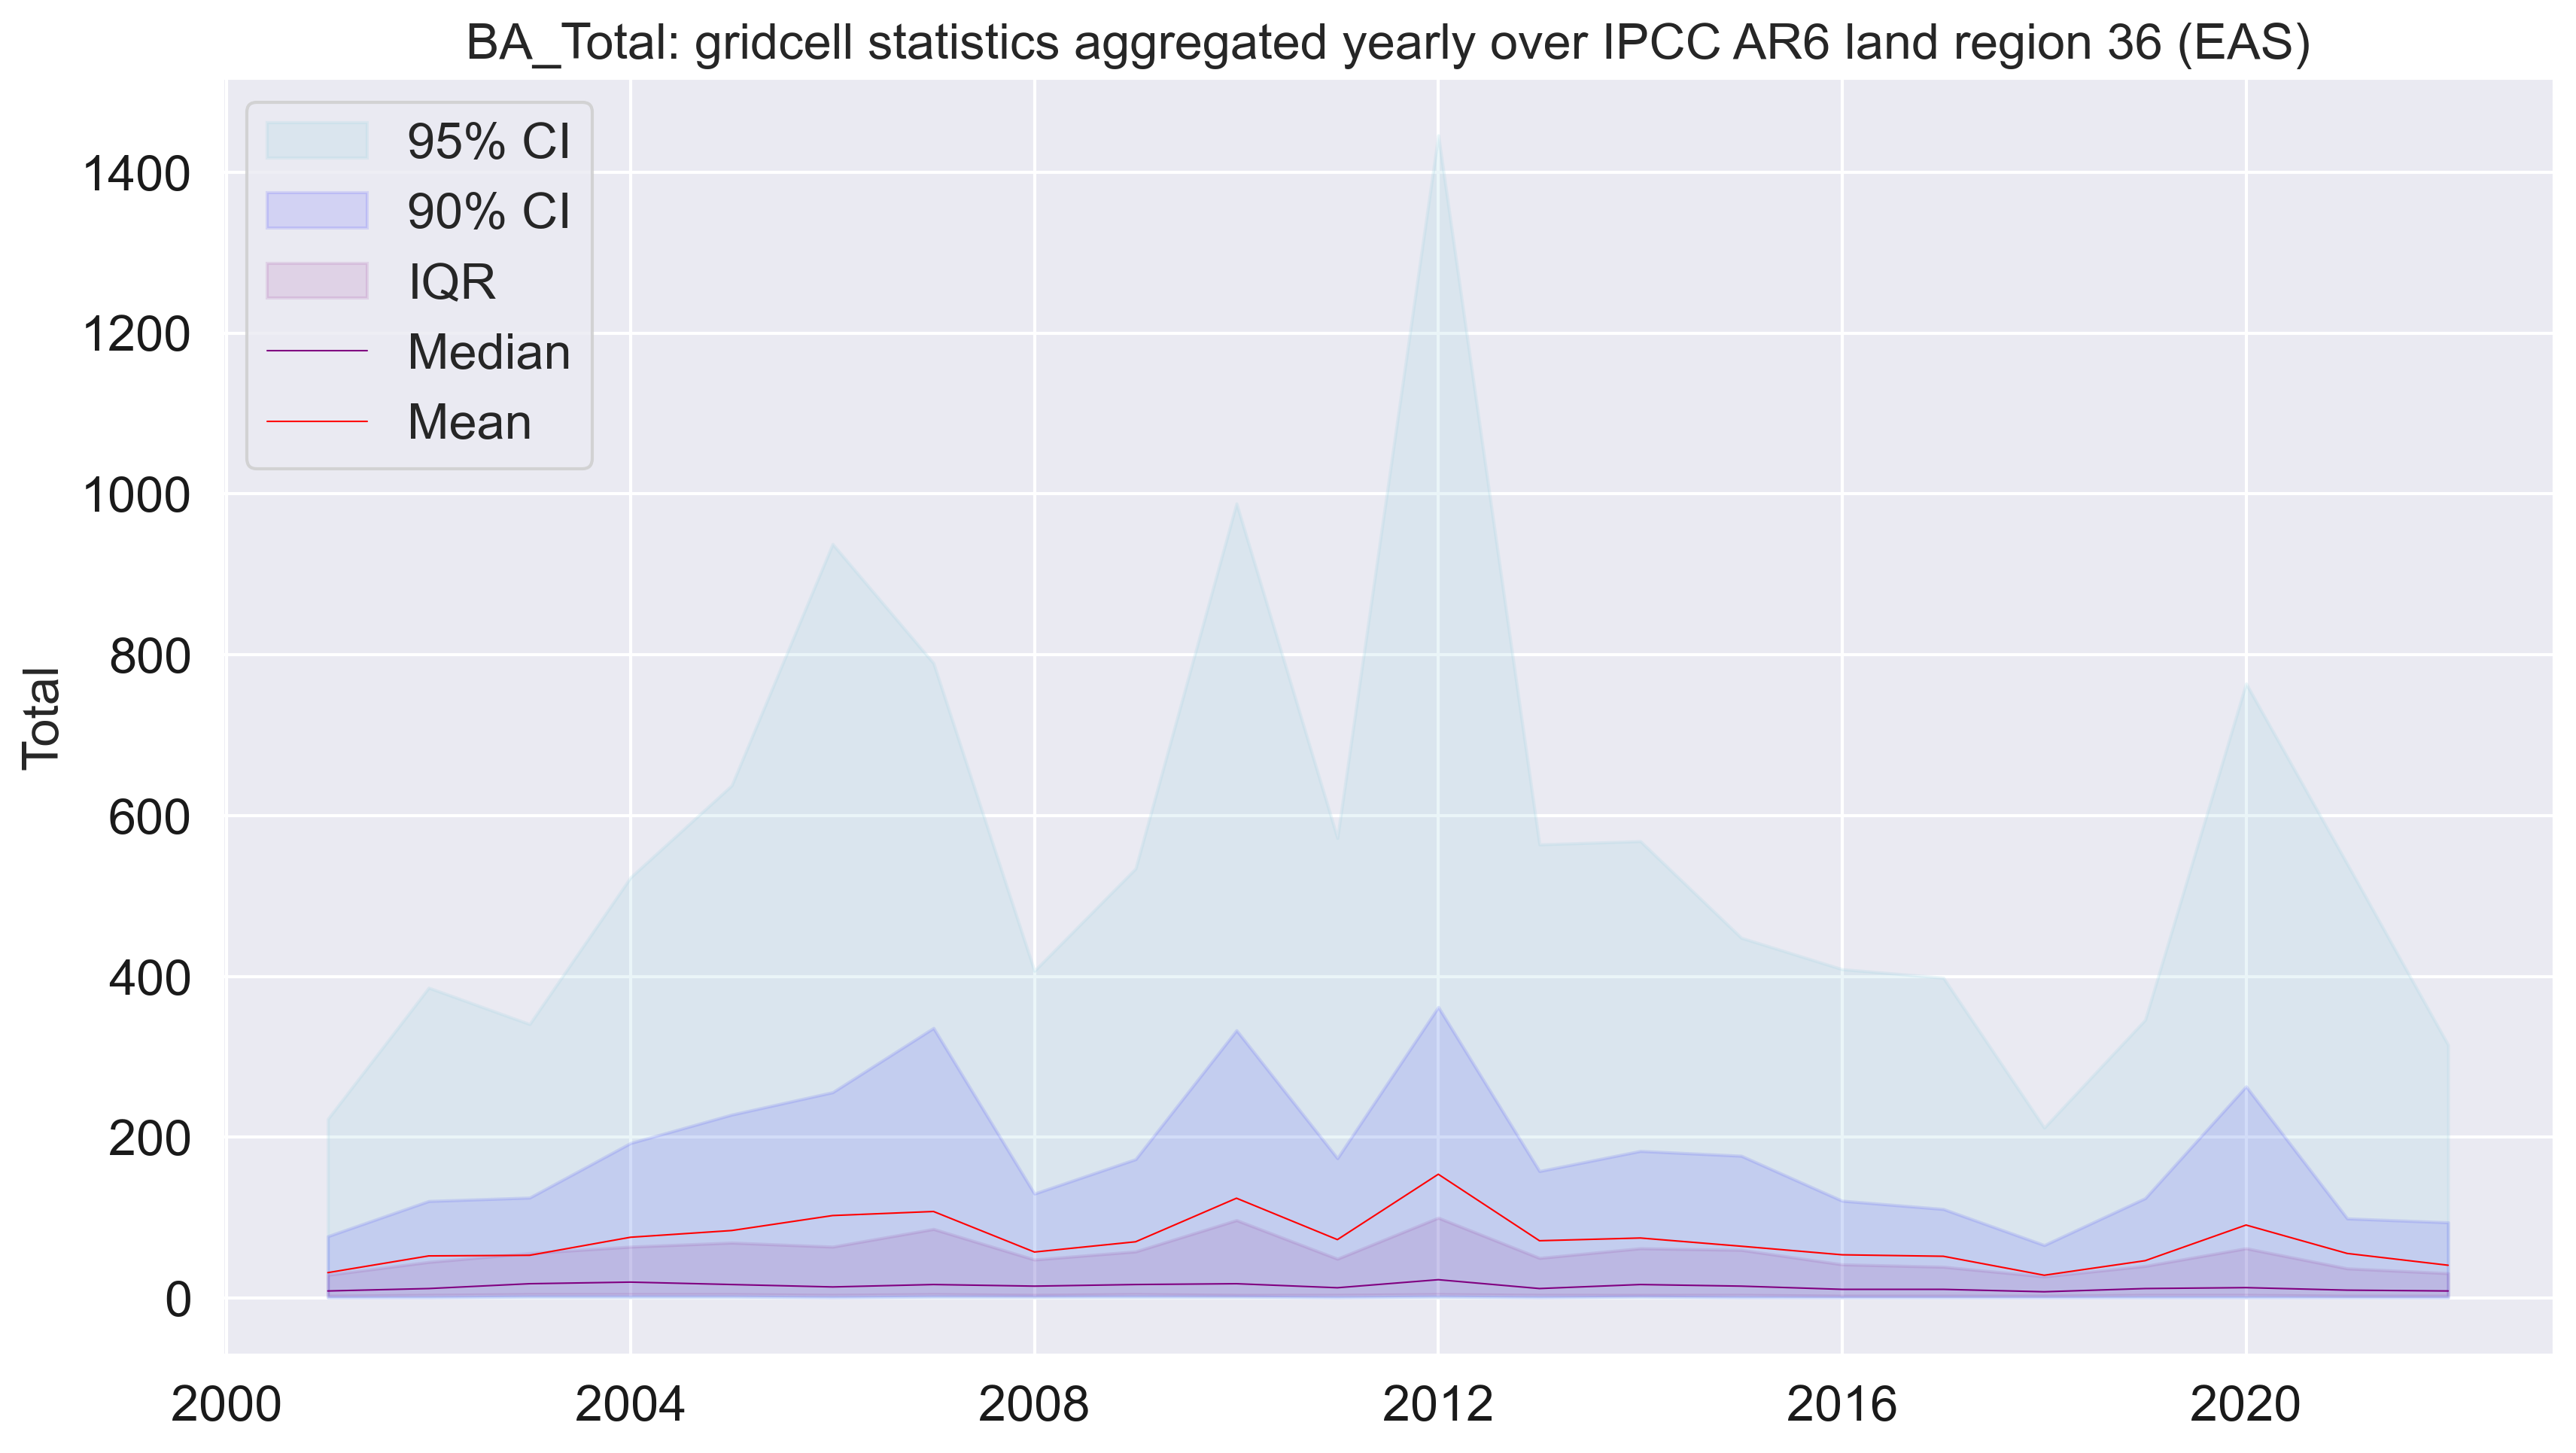 BA_Total: gridcell statistics aggregated yearly over IPCC AR6 land region 36 (EAS)
95% CI
90% CI
IQR
Median
Mean
1400
1200
1000
800
600
400
200
0
Total
2000 2004 2008 2012 2016 2020